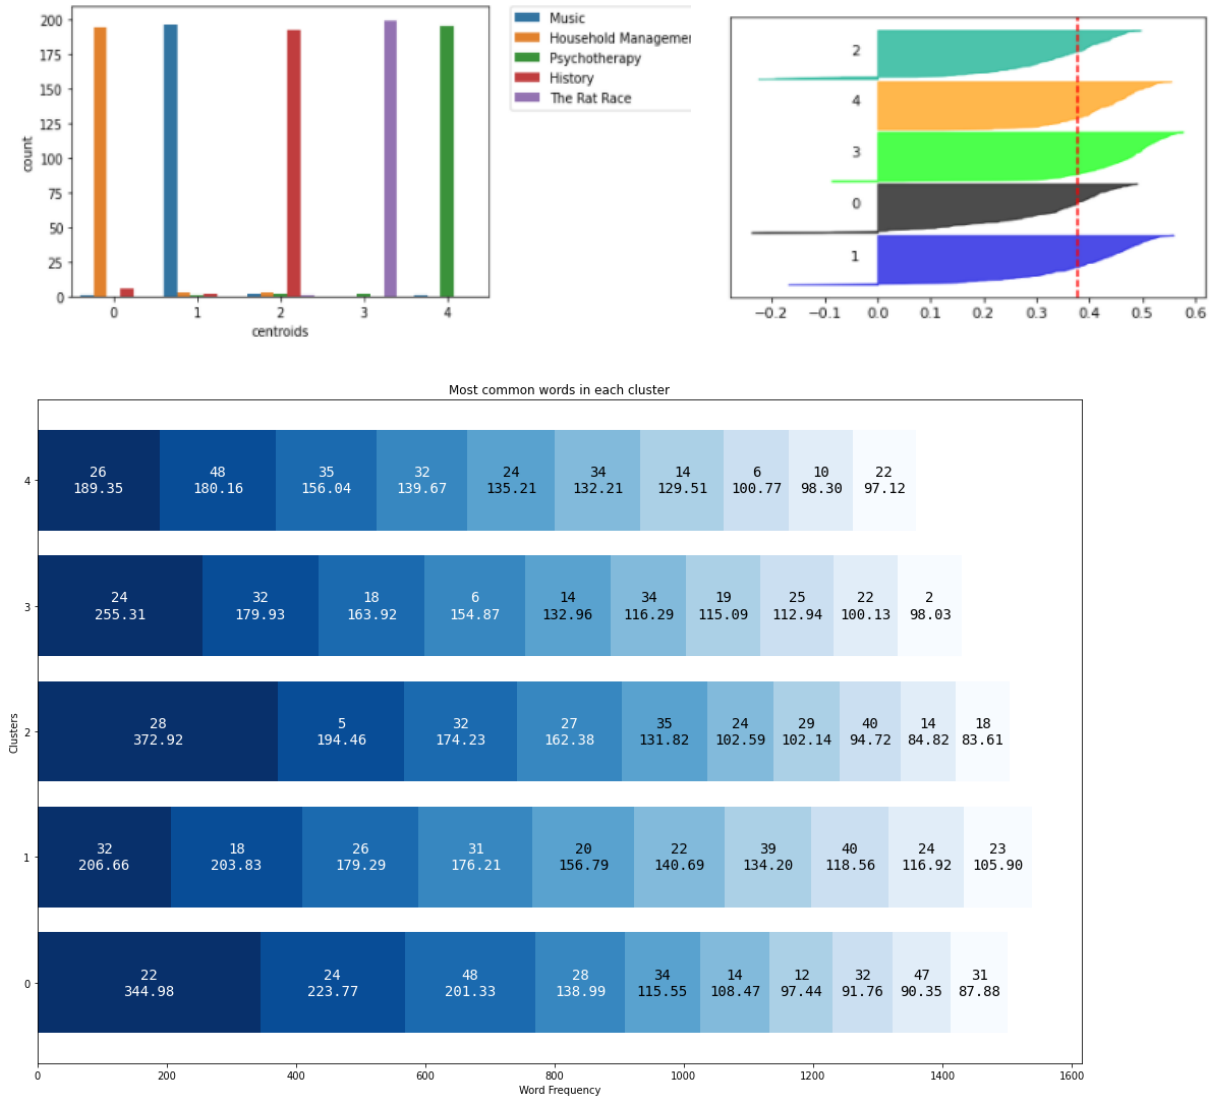 200
175
150
125
100
75
50
25
0
count
0 1 2 3 4
centroids
Music
Household Managemer
Psychotherapy
History
The Rat Race
2
4
3
0
1
−0.2 −0.1 0.0 0.1 0.2 0.3 0.4 0.5 0.6
Most common words in each cluster
Clusters
4
26 48 35 32 24 34 14 6 10 22
189.35 180.16 156.04 139.67 135.21 132.21 129.51 100.77 98.30 97.12
3
24 32 18 6 14 34 19 25 22 2
255.31 179.93 163.92 154.87 132.96 116.29 115.09 112.94 100.13 98.03
2
28 5 32 27 35 24 29 40 14 18
372.92 194.46 174.23 162.38 131.82 102.59 102.14 94.72 84.82 83.61
1
32 18 26 31 20 22 39 40 24 23
206.66 203.83 179.29 176.21 156.79 140.69 134.20 118.56 116.92 105.90
0
22 24 48 28 34 14 12 32 47 31
344.98 223.77 201.33 138.99 115.55 108.47 97.44 91.76 90.35 87.88
0 200 400 600 800 1000 1200 1400 1600
Word Frequency